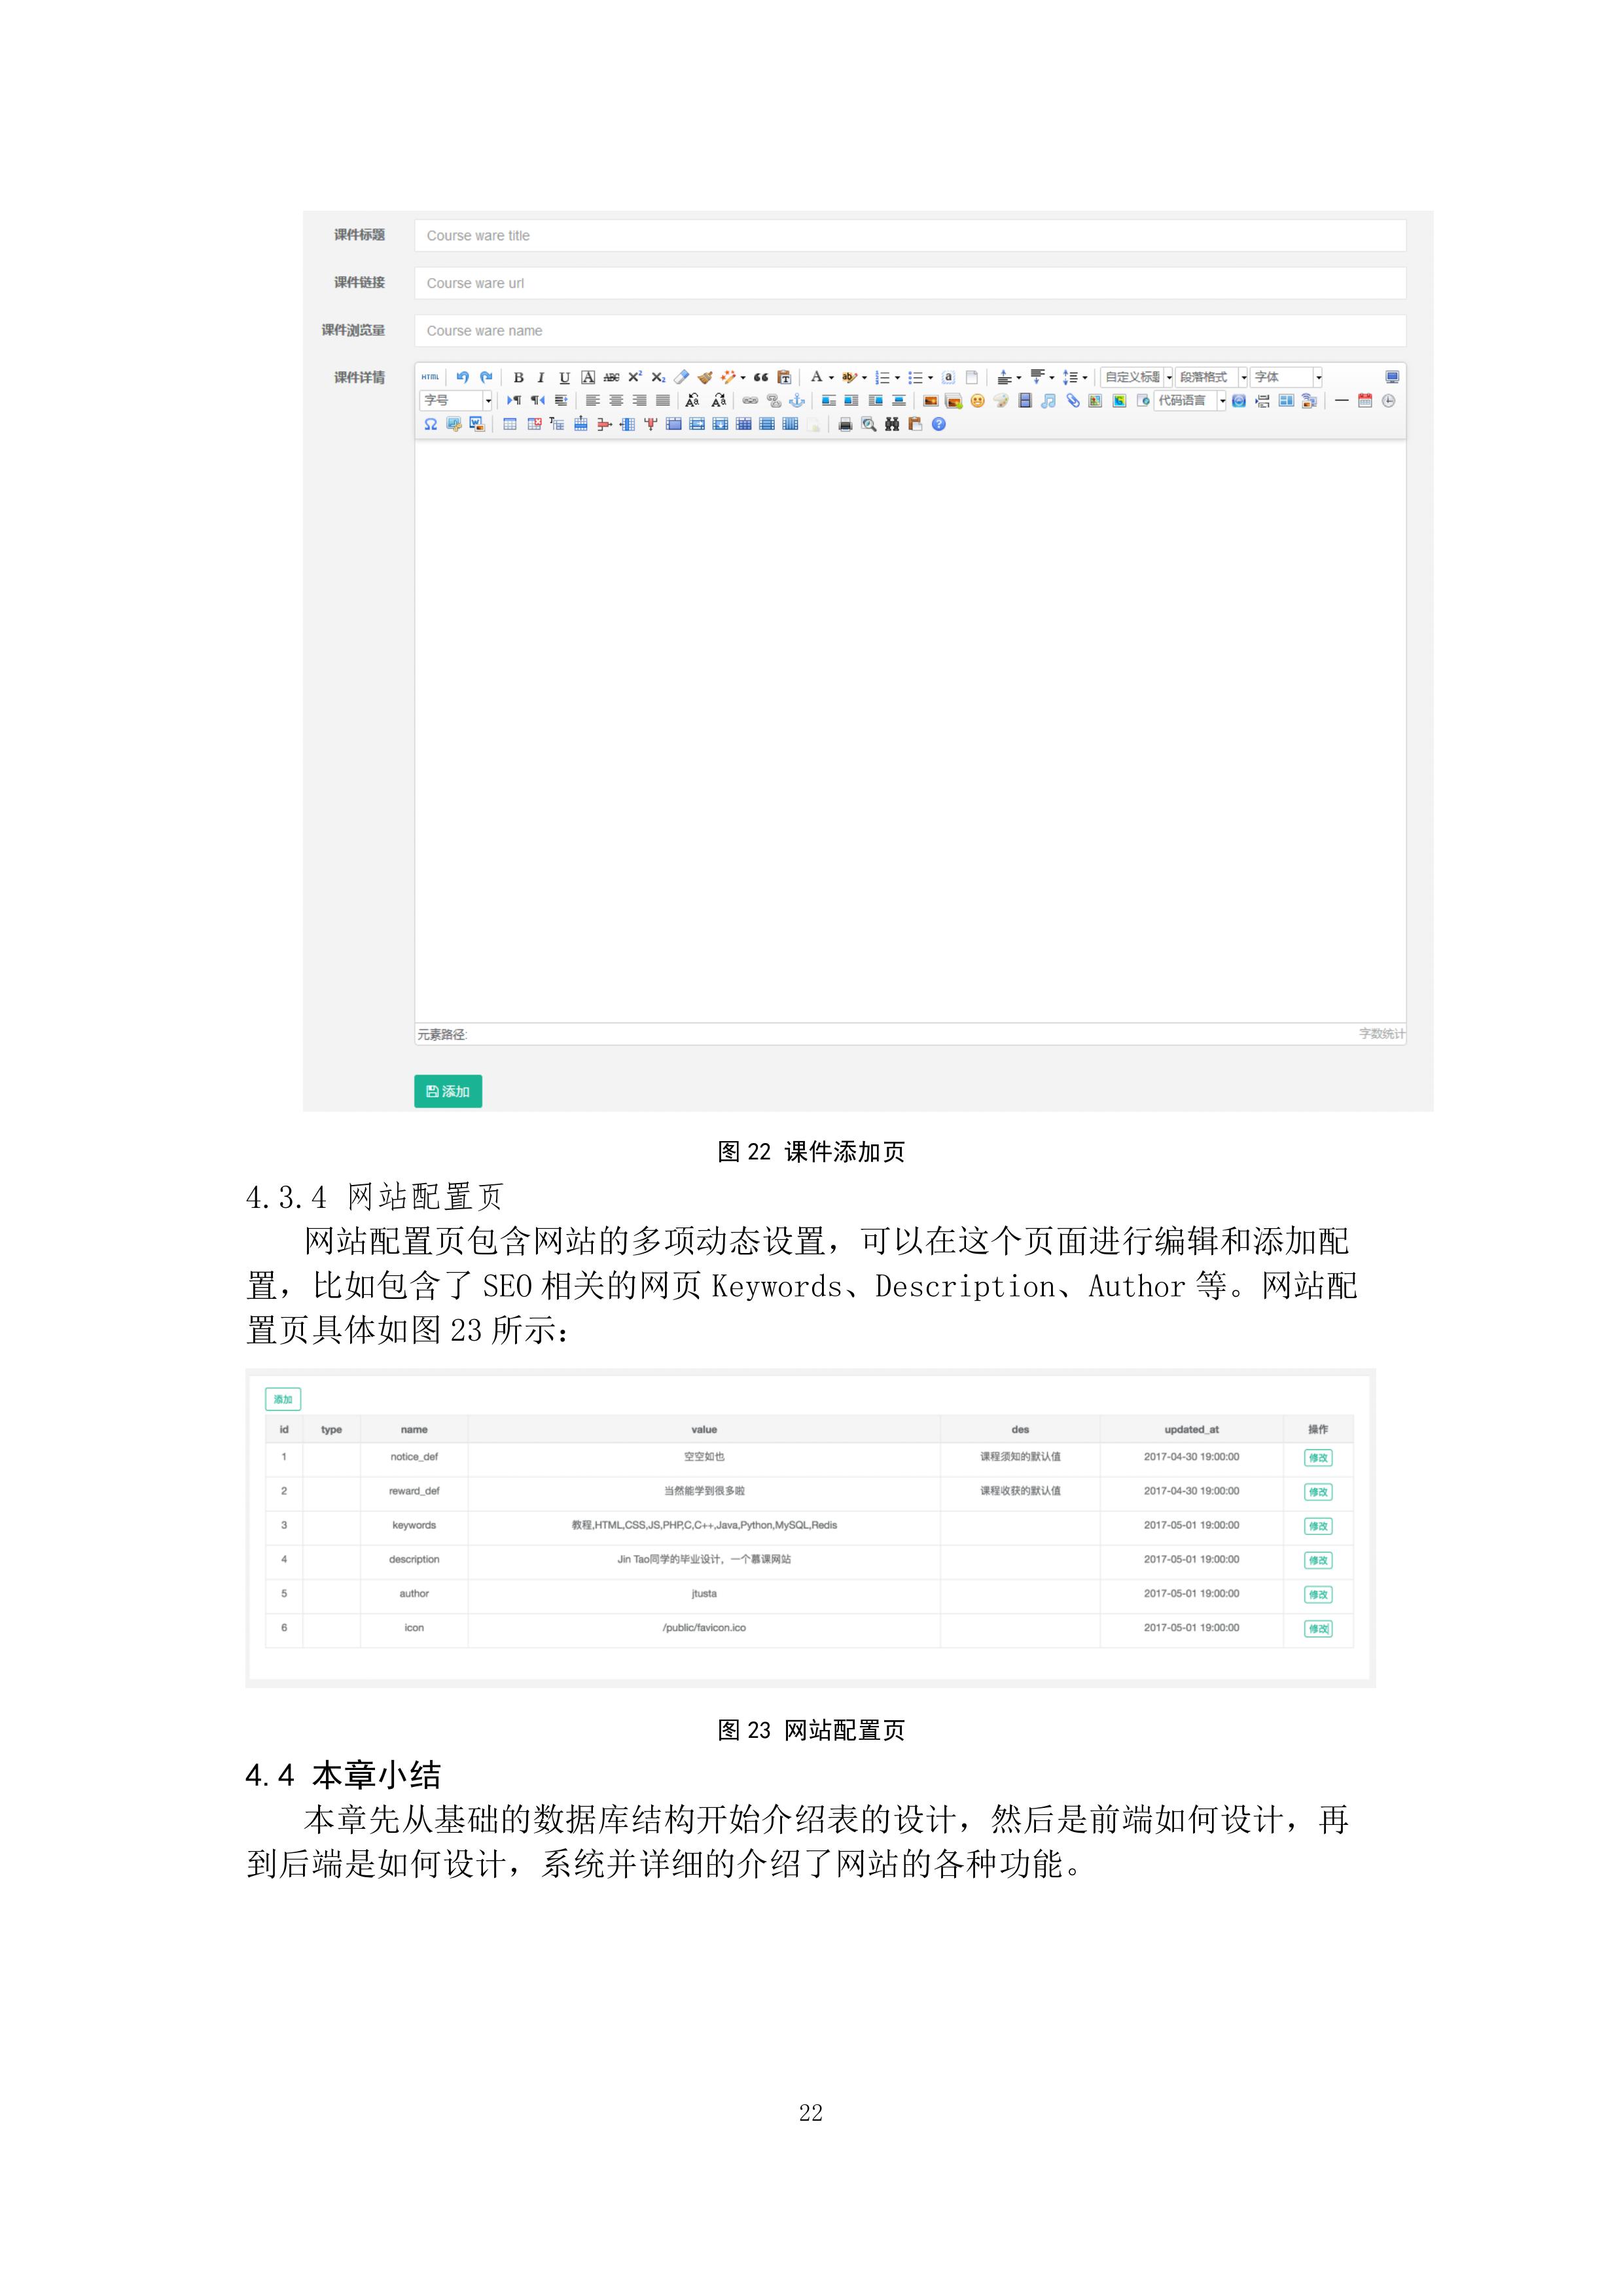 课件标题 Course ware title
课件链接 Course ware url
课件浏览量 Course ware name
课件详情 HTML B I U A ABC X² X₂ A 自定义标题 段落格式 字体
字号 代码语言
元素路径: 字数统计
添加
图 22 课件添加页
4.3.4 网站配置页
网站配置页包含网站的多项动态设置，可以在这个页面进行编辑和添加配
置，比如包含了 SEO 相关的网页 Keywords、Description、Author 等。网站配
置页具体如图 23 所示：
添加
id type name value des updated_at 操作
1 notice_def 空空如也 课程须知的默认值 2017-04-30 19:00:00 修改
2 reward_def 当然能学到很多啦 课程收获的默认值 2017-04-30 19:00:00 修改
3 keywords 教程,HTML,CSS,JS,PHP,C,C++,Java,Python,MySQL,Redis 2017-05-01 19:00:00 修改
4 description Jin Tao同学的毕业设计，一个慕课网站 2017-05-01 19:00:00 修改
5 author jtusta 2017-05-01 19:00:00 修改
6 icon /public/favicon.ico 2017-05-01 19:00:00 修改
图 23 网站配置页
4.4 本章小结
本章先从基础的数据库结构开始介绍表的设计，然后是前端如何设计，再
到后端是如何设计，系统并详细的介绍了网站的各种功能。
22